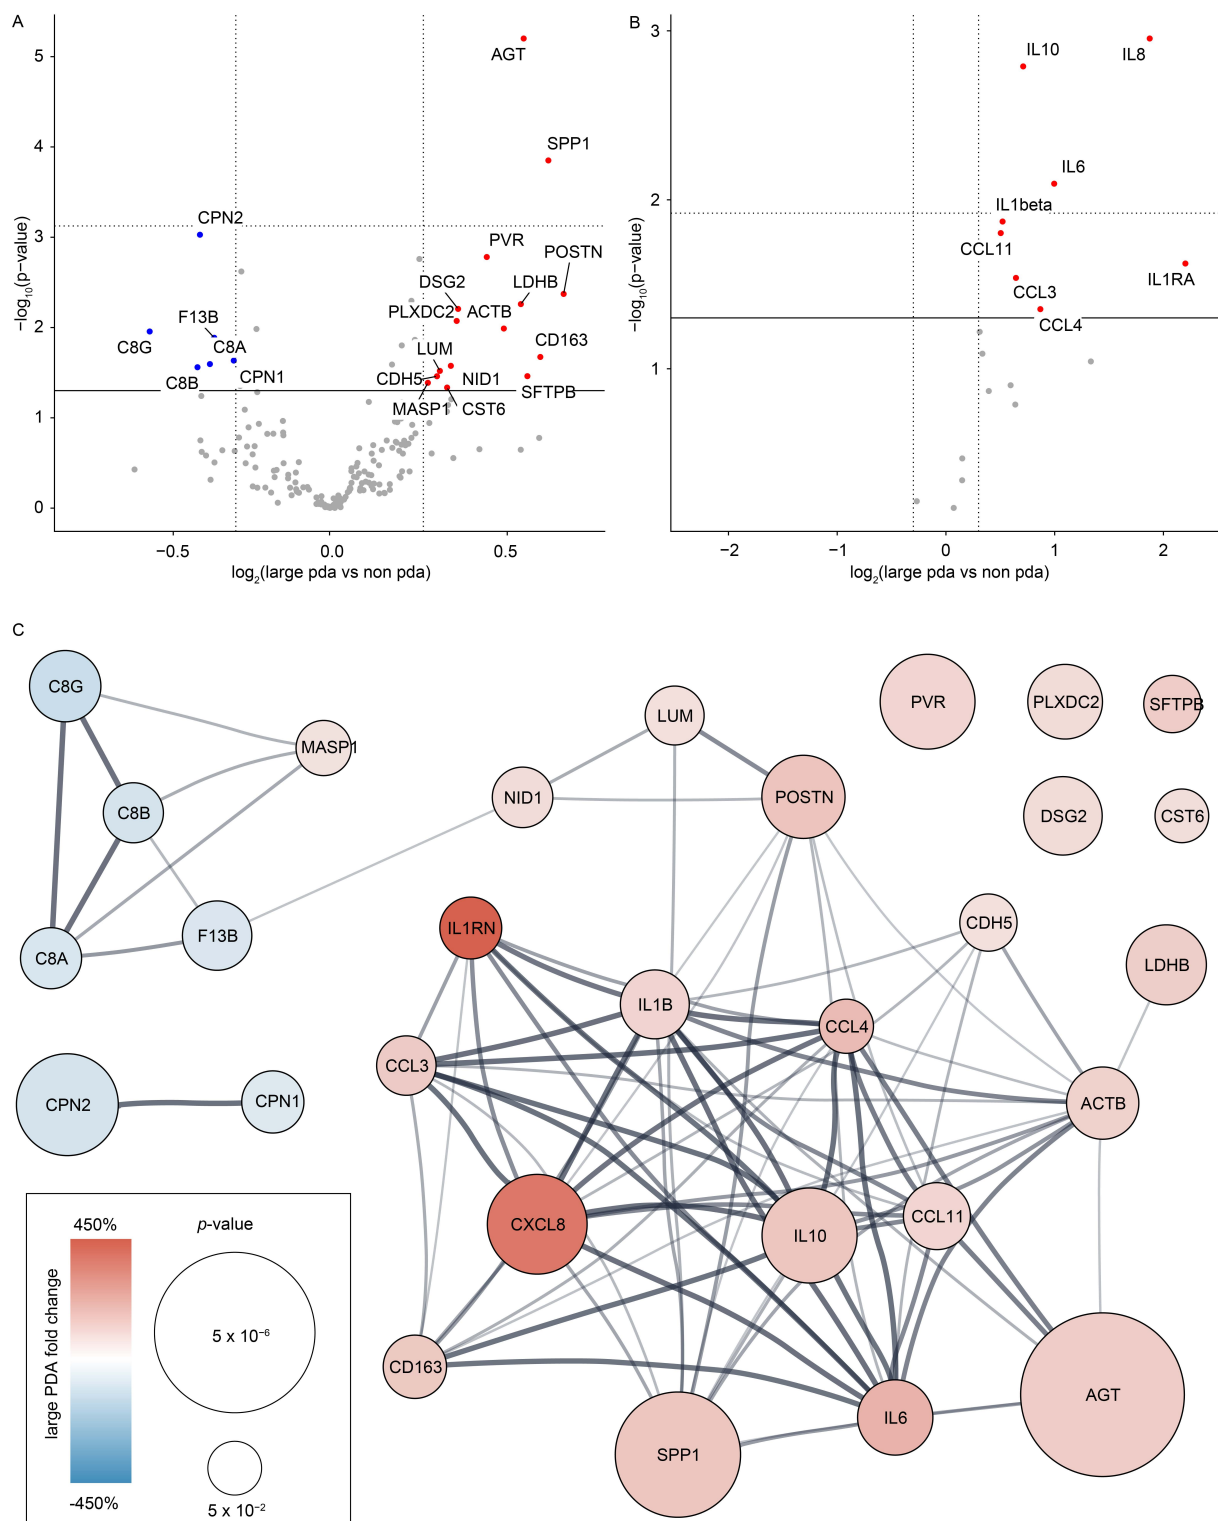 A
5
4
3
2
1
0
−log10(p−value)
AGT
SPP1
CPN2
PVR
POSTN
DSG2
LDHB
F13B
PLXDC2
ACTB
C8G
C8A
LUM
CD163
C8B
CPN1
CDH5
NID1
SFTPB
MASP1
CST6
−0.5
0.0
0.5
log2(large pda vs non pda)
B
3
2
1
−log10(p−value)
IL10
IL8
IL6
IL1beta
CCL11
IL1RA
CCL3
CCL4
−2
−1
0
1
2
log2(large pda vs non pda)
C
C8G
MASP1
C8B
F13B
C8A
CPN2
CPN1
LUM
NID1
POSTN
PVR
PLXDC2
SFTPB
DSG2
CST6
IL1RN
CDH5
LDHB
IL1B
CCL4
CCL3
ACTB
CXCL8
IL10
CCL11
CD163
SPP1
IL6
AGT
450%
p-value
large PDA fold change
5 x 10−6
-450%
5 x 10−2